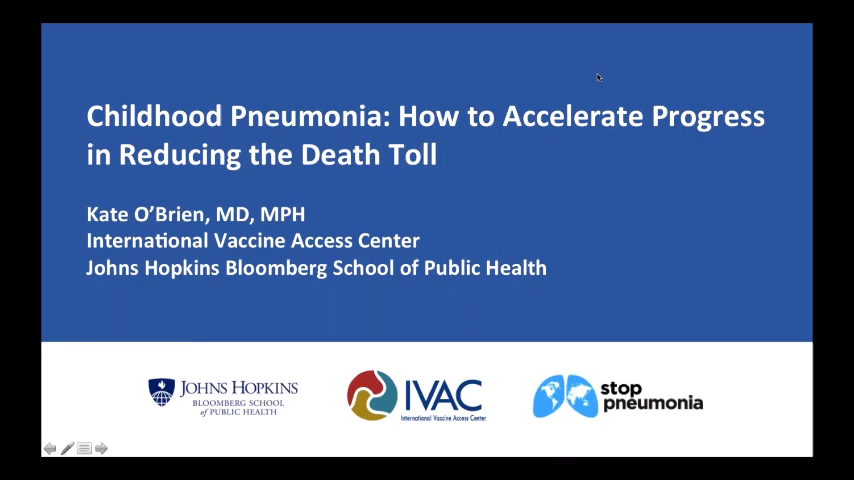 Childhood Pneumonia: How to Accelerate Progress
in Reducing the Death Toll
Kate O’Brien, MD, MPH
International Vaccine Access Center
Johns Hopkins Bloomberg School of Public Health
JOHNS HOPKINS
BLOOMBERG SCHOOL
of PUBLIC HEALTH
IVAC
International Vaccine Access Center
stop
pneumonia